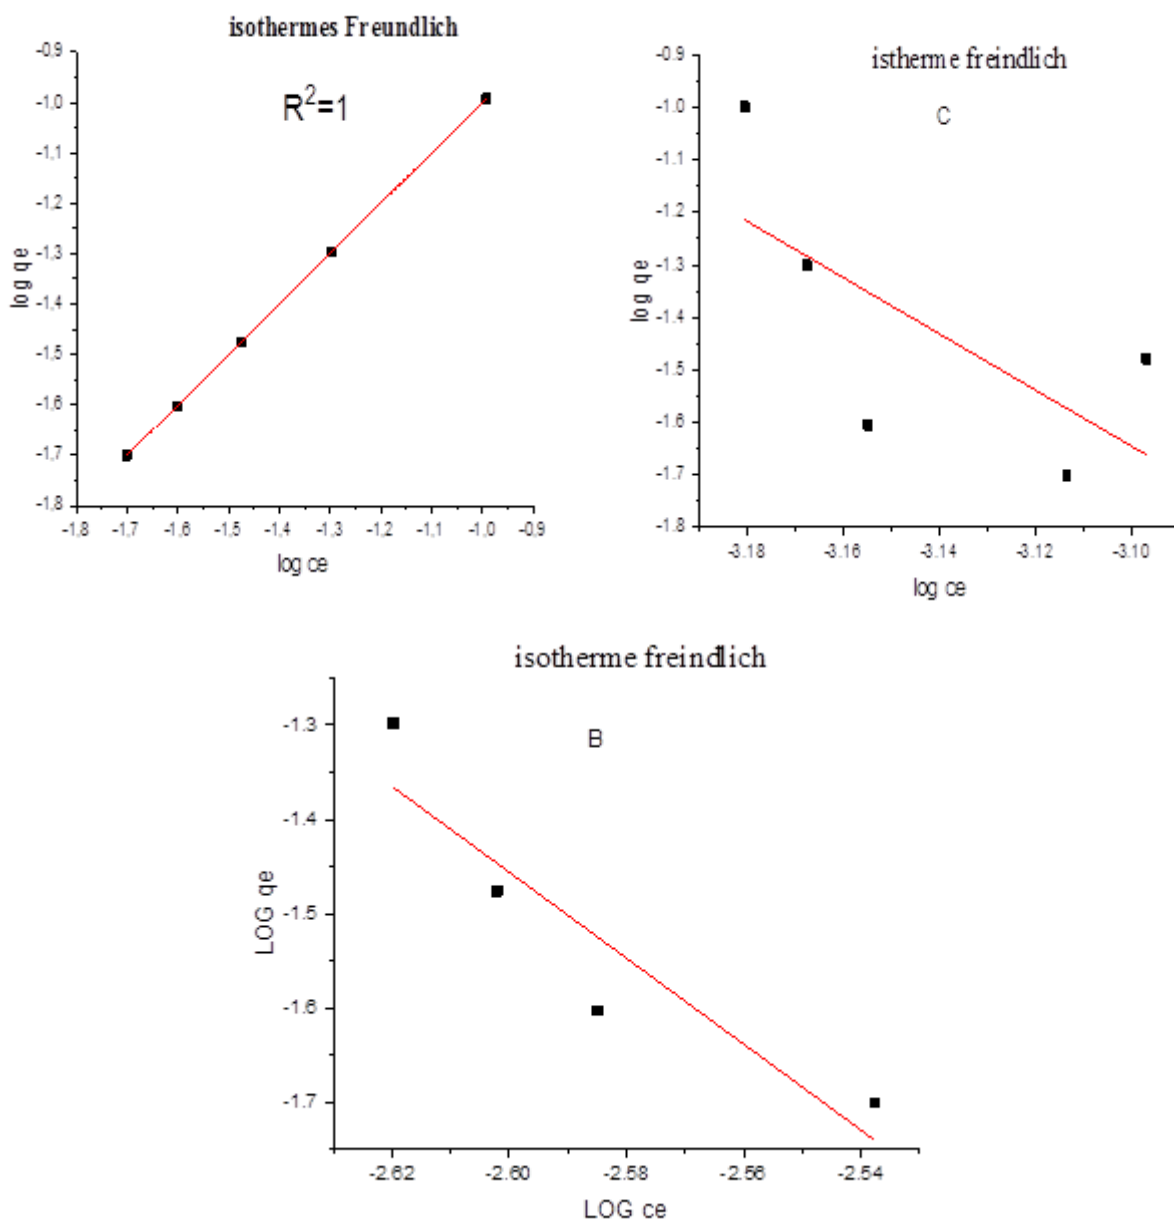 isothermes Freundlich
R²=1
-0.9
-1.0
-1.1
-1.2
-1.3
-1.4
-1.5
-1.6
-1.7
-1.8
log qe
-1,8 -1,7 -1,6 -1,5 -1,4 -1,3 -1,2 -1,1 -1,0 -0,9
log ce
istherme freindlich
C
-0.9
-1.0
-1.1
-1.2
-1.3
-1.4
-1.5
-1.6
-1.7
-1.8
log qe
-3.18 -3.16 -3.14 -3.12 -3.10
log ce
isotherme freindlich
B
-1.3
-1.4
-1.5
-1.6
-1.7
LOG qe
-2.62 -2.60 -2.58 -2.56 -2.54
LOG ce